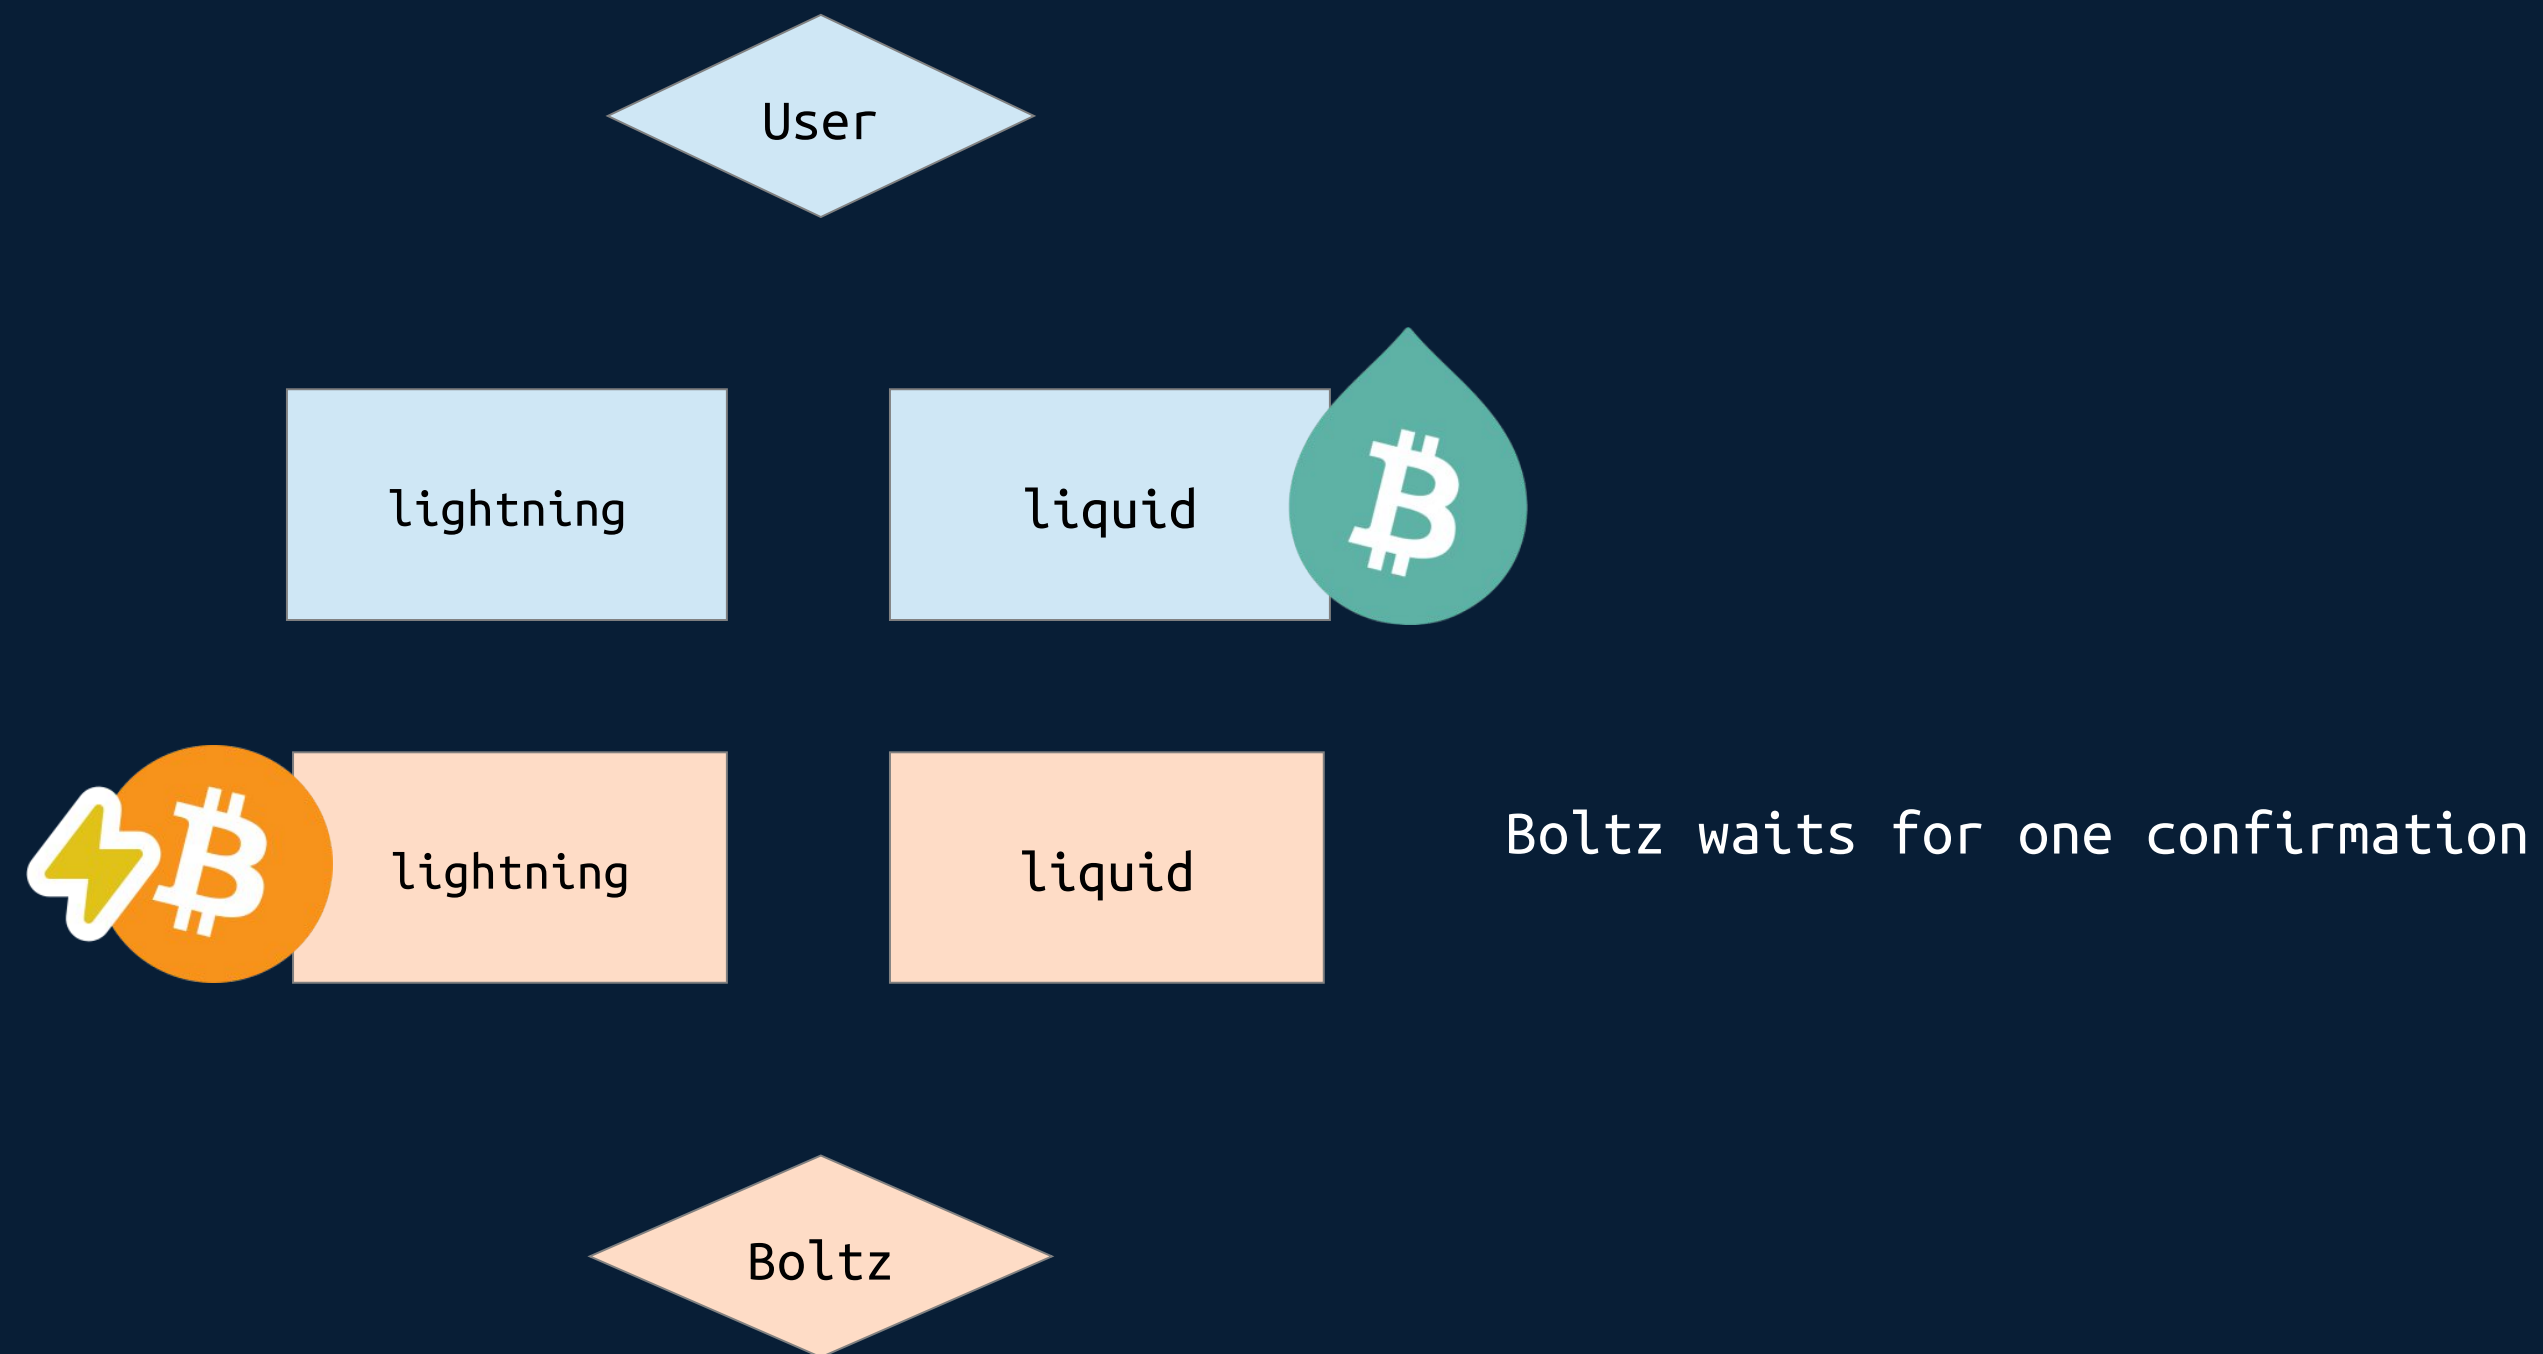 User
lightning
liquid
lightning
liquid
Boltz waits for one confirmation
Boltz